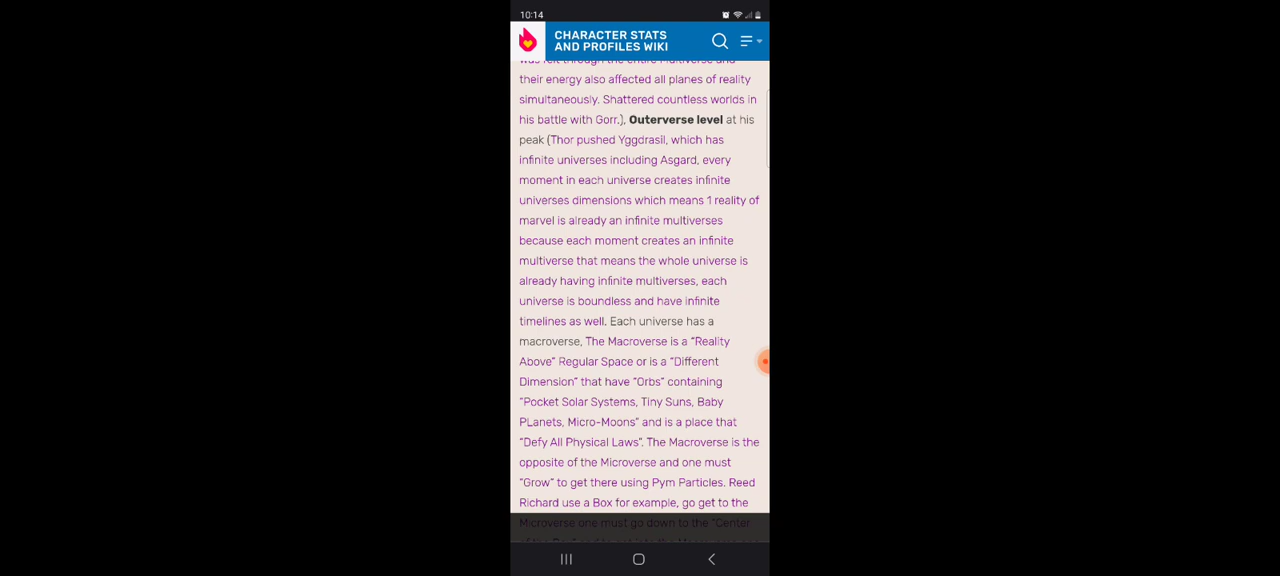 10:14
CHARACTER STATS
AND PROFILES WIKI
was felt through the entire Multiverse and
their energy also affected all planes of reality
simultaneously. Shattered countless worlds in
his battle with Gorr.), Outerverse level at his
peak (Thor pushed Yggdrasil, which has
infinite universes including Asgard, every
moment in each universe creates infinite
universes dimensions which means 1 reality of
marvel is already an infinite multiverses
because each moment creates an infinite
multiverse that means the whole universe is
already having infinite multiverses, each
universe is boundless and have infinite
timelines as well, Each universe has a
macroverse, The Macroverse is a “Reality
Above” Regular Space or is a “Different
Dimension” that have “Orbs” containing
“Pocket Solar Systems, Tiny Suns, Baby
PLanets, Micro-Moons” and is a place that
“Defy All Physical Laws”. The Macroverse is the
opposite of the Microverse and one must
“Grow” to get there using Pym Particles. Reed
Richard use a Box for example, go get to the
Microverse one must go down to the “Center